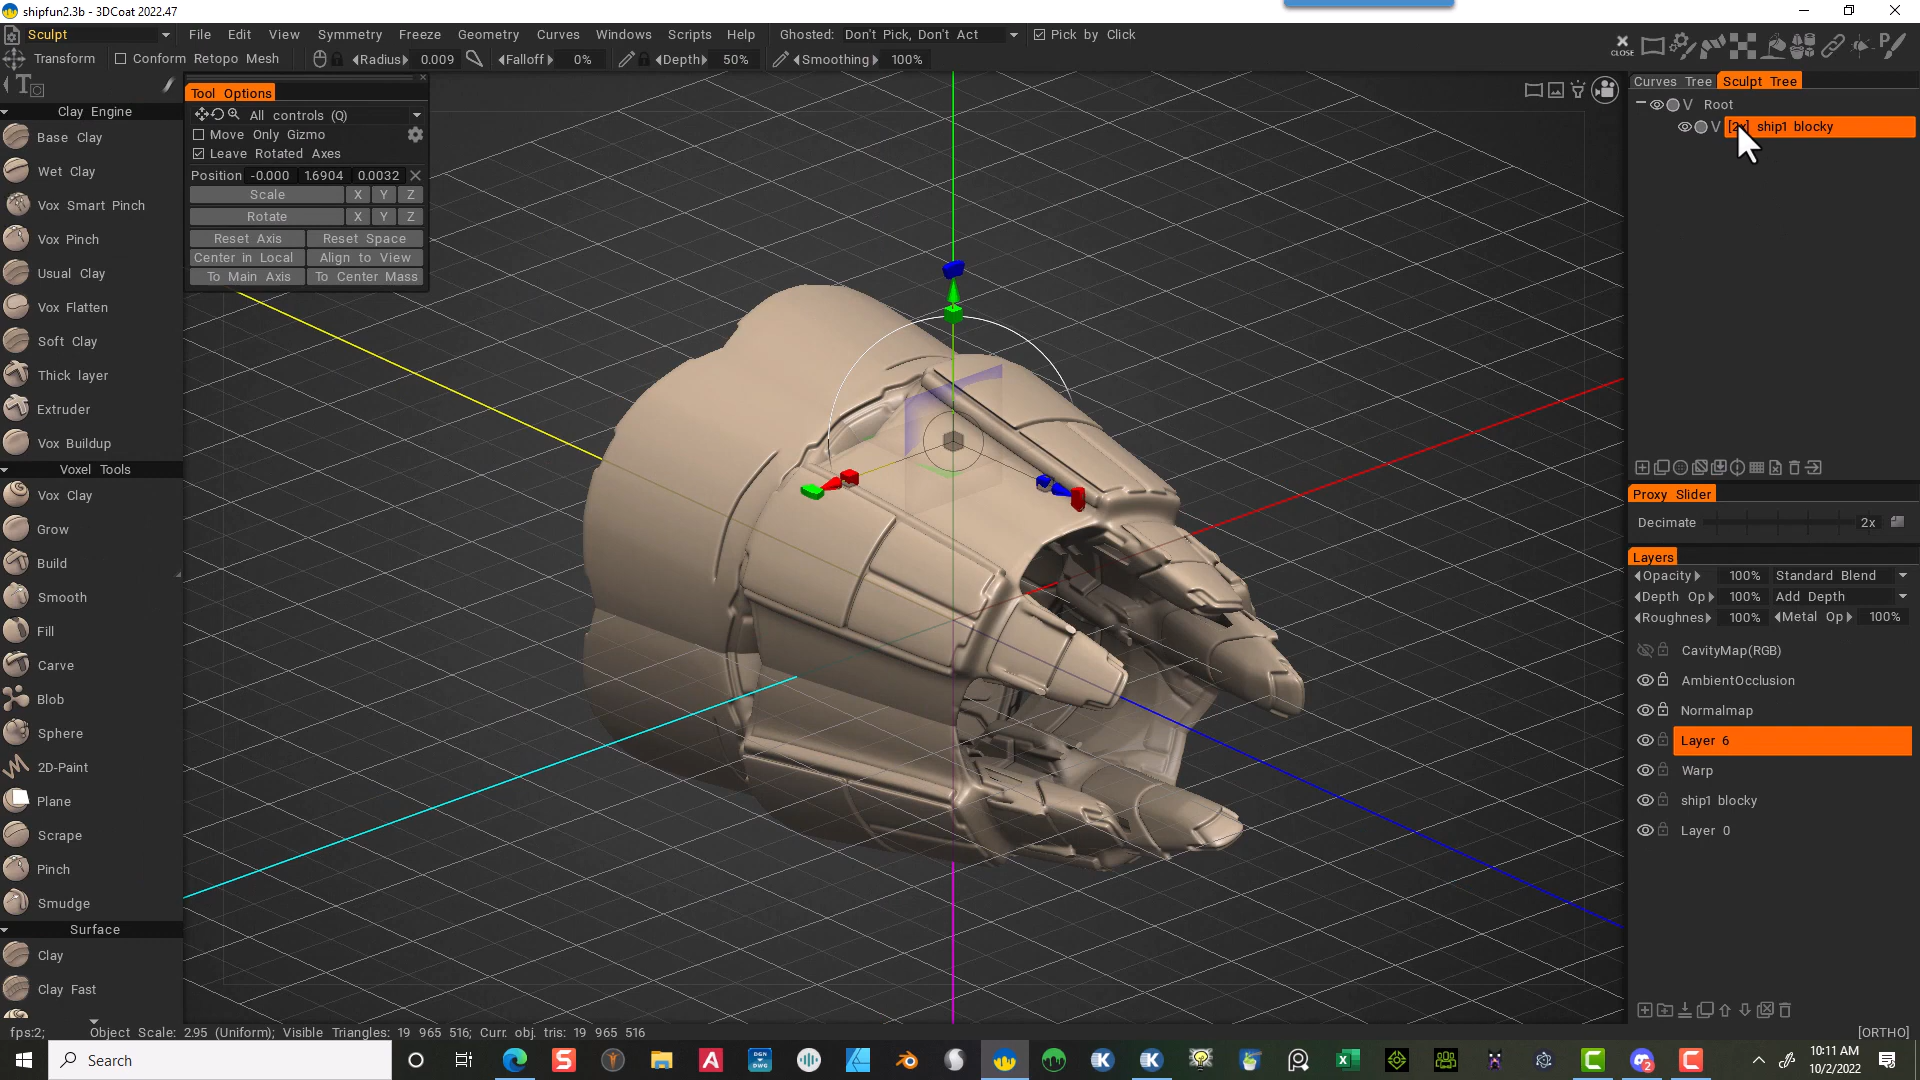 shipfun2.3b - 3DCoat 2022.47
Sculpt File Edit View Symmetry Freeze Geometry Curves Windows Scripts Help Ghosted: Don't Pick, Don't Act Pick by Click
CLOSE
Transform Conform Retopo Mesh Radius 0.009 Falloff 0% Depth 50% Smoothing 100%
Clay Engine
Base Clay
Wet Clay
Vox Smart Pinch
Vox Pinch
Usual Clay
Vox Flatten
Soft Clay
Thick layer
Extruder
Vox Buildup
Voxel Tools
Vox Clay
Grow
Build
Smooth
Fill
Carve
Blob
Sphere
2D-Paint
Plane
Scrape
Pinch
Smudge
Surface
Clay
Clay Fast
Tool Options
All controls (Q)
Move Only Gizmo
Leave Rotated Axes
Position -0.000 1.6904 0.0032
Scale X Y Z
Rotate X Y Z
Reset Axis Reset Space
Center in Local Align to View
To Main Axis To Center Mass
Curves Tree Sculpt Tree
V Root
V [2x] ship1 blocky
Proxy Slider
Decimate 2x
Layers
Opacity 100% Standard Blend
Depth Op 100% Add Depth
Roughness 100% Metal Op 100%
CavityMap(RGB)
AmbientOcclusion
Normalmap
Layer 6
Warp
ship1 blocky
Layer 0
fps:2; Object Scale: 2.95 (Uniform); Visible Triangles: 19 965 516; Curr. obj. tris: 19 965 516
[ORTHO]
Search
10:11 AM
10/2/2022